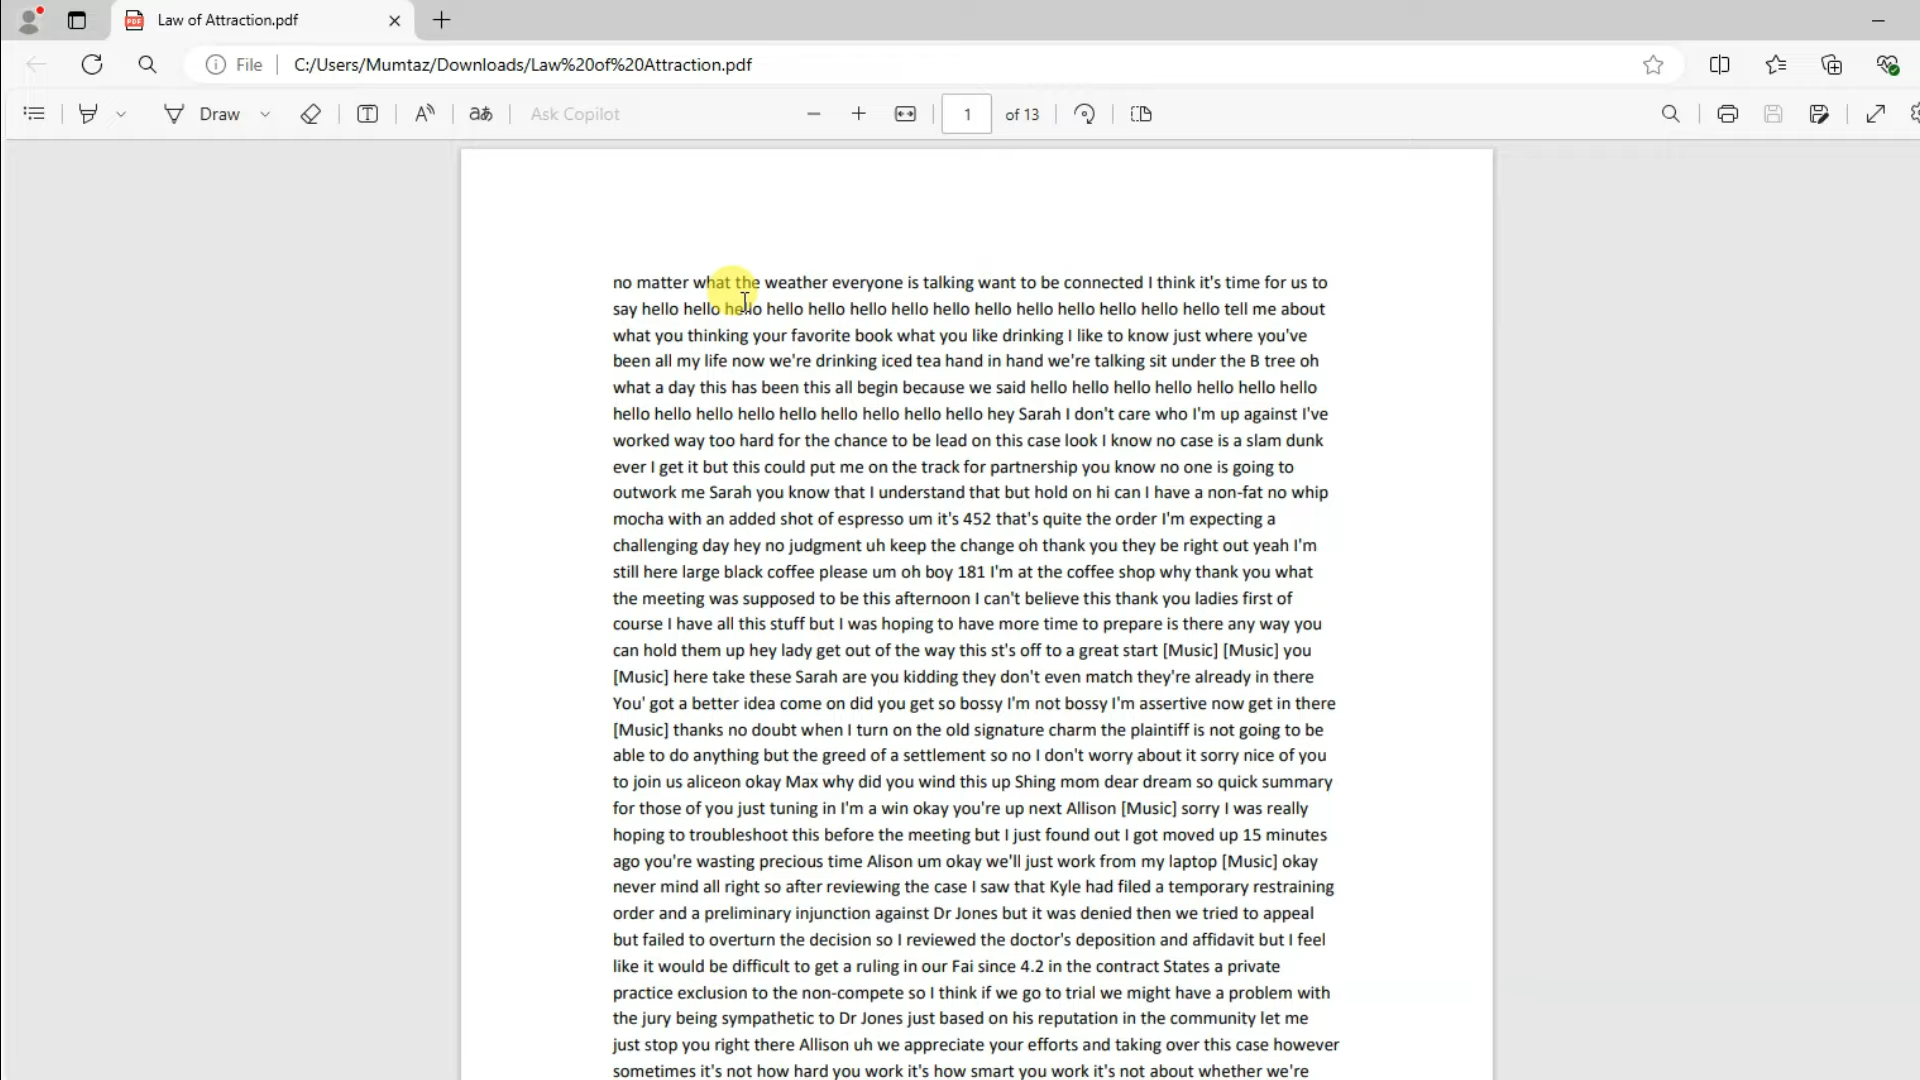 Law of Attraction.pdf
File C:/Users/Mumtaz/Downloads/Law%20of%20Attraction.pdf
Draw Ask Copilot 1 of 13
no matter what the weather everyone is talking want to be connected I think it's time for us to
say hello hello hello hello hello hello hello hello hello hello hello hello hello hello tell me about
what you thinking your favorite book what you like drinking I like to know just where you've
been all my life now we're drinking iced tea hand in hand we're talking sit under the B tree oh
what a day this has been this all begin because we said hello hello hello hello hello hello hello
hello hello hello hello hello hello hello hello hello hey Sarah I don't care who I'm up against I've
worked way too hard for the chance to be lead on this case look I know no case is a slam dunk
ever I get it but this could put me on the track for partnership you know no one is going to
outwork me Sarah you know that I understand that but hold on hi can I have a non-fat no whip
mocha with an added shot of espresso um it's 452 that's quite the order I'm expecting a
challenging day hey no judgment uh keep the change oh thank you they be right out yeah I'm
still here large black coffee please um oh boy 181 I'm at the coffee shop why thank you what
the meeting was supposed to be this afternoon I can't believe this thank you ladies first of
course I have all this stuff but I was hoping to have more time to prepare is there any way you
can hold them up hey lady get out of the way this st's off to a great start [Music] [Music] you
[Music] here take these Sarah are you kidding they don't even match they're already in there
You' got a better idea come on did you get so bossy I'm not bossy I'm assertive now get in there
[Music] thanks no doubt when I turn on the old signature charm the plaintiff is not going to be
able to do anything but the greed of a settlement so no I don't worry about it sorry nice of you
to join us aliceon okay Max why did you wind this up Shing mom dear dream so quick summary
for those of you just tuning in I'm a win okay you're up next Allison [Music] sorry I was really
hoping to troubleshoot this before the meeting but I just found out I got moved up 15 minutes
ago you're wasting precious time Alison um okay we'll just work from my laptop [Music] okay
never mind all right so after reviewing the case I saw that Kyle had filed a temporary restraining
order and a preliminary injunction against Dr Jones but it was denied then we tried to appeal
but failed to overturn the decision so I reviewed the doctor's deposition and affidavit but I feel
like it would be difficult to get a ruling in our Fai since 4.2 in the contract States a private
practice exclusion to the non-compete so I think if we go to trial we might have a problem with
the jury being sympathetic to Dr Jones just based on his reputation in the community let me
just stop you right there Allison uh we appreciate your efforts and taking over this case however
sometimes it's not how hard you work it's how smart you work it's not about whether we're